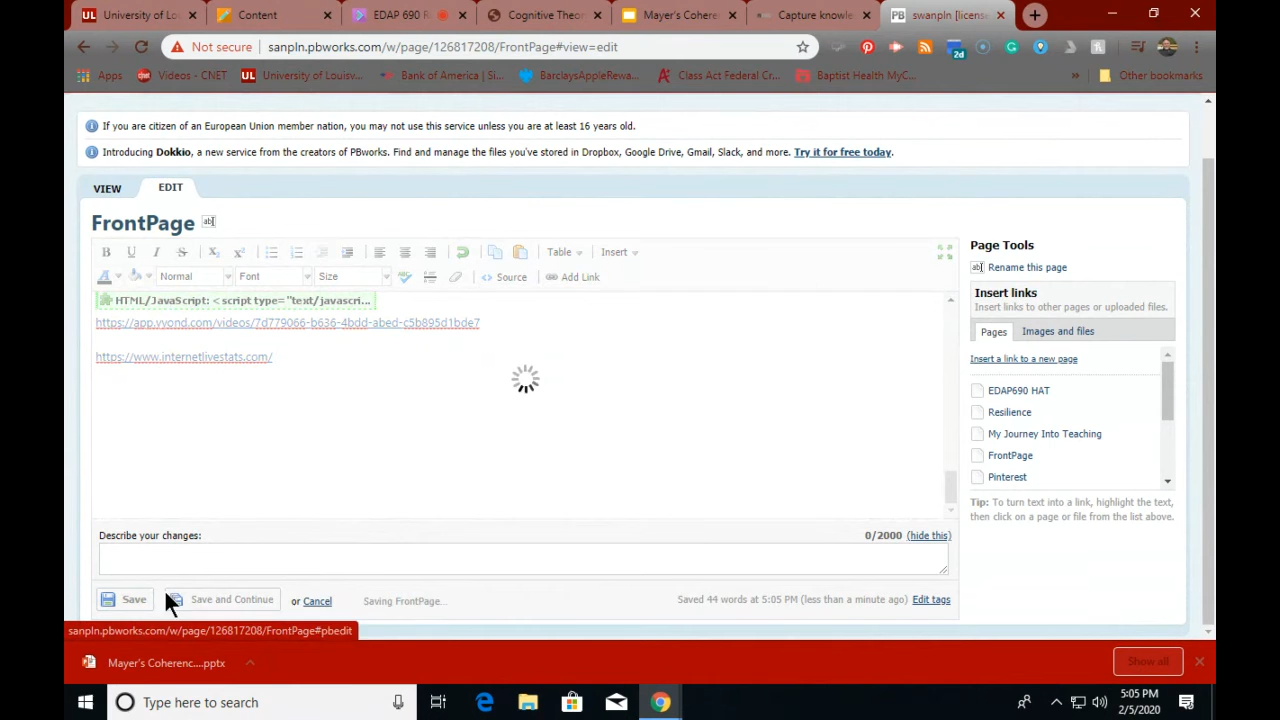 University of Lo
Content
EDAP 690 R
Cognitive Theo
Mayer's Cohere
Capture knowle
swanpln [license
Not secure
sanpln.pbworks.com/w/page/126817208/FrontPage#view=edit
2d
Apps
Videos - CNET
University of Louisv...
Bank of America | Si...
BarclaysAppleRewa...
Class Act Federal Cr...
Baptist Health MyC...
»
Other bookmarks
If you are citizen of an European Union member nation, you may not use this service unless you are at least 16 years old.
Introducing Dokkio, a new service from the creators of PBworks. Find and manage the files you've stored in Dropbox, Google Drive, Gmail, Slack, and more. Try it for free today.
VIEW
EDIT
FrontPage
Page Tools
Table
Insert
Rename this page
Normal
Font
Size
Source
Add Link
Insert links
Insert links to other pages or uploaded files.
HTML/JavaScript: < script type= "text/javascri...
https://app.vyond.com/videos/7d779066-b636-4bdd-abed-c5b895d1bde7
https://www.internetlivestats.com/
Pages
Images and files
Insert a link to a new page
EDAP690 HAT
Resilience
My Journey Into Teaching
FrontPage
Pinterest
Tip: To turn text into a link, highlight the text,
then click on a page or file from the list above.
Describe your changes:
0/2000 (hide this)
Save
Save and Continue
or Cancel
Saving FrontPage...
Saved 44 words at 5:05 PM (less than a minute ago)
Edit tags
sanpln.pbworks.com/w/page/126817208/FrontPage#pbedit
Mayer's Coherenc....pptx
Show all
Type here to search
5:05 PM
2/5/2020